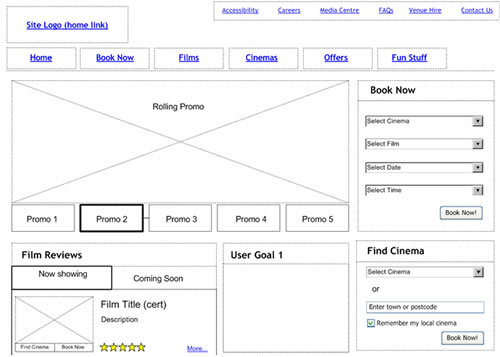 Accessibility Careers Media Centre FAQs Venue Hire Contact Us
Site Logo (home link)
Home Book Now Films Cinemas Offers Fun Stuff
Rolling Promo
Promo 1 Promo 2 Promo 3 Promo 4 Promo 5
Book Now
Select Cinema
Select Film
Select Date
Select Time
Book Now!
Film Reviews
Now showing
Coming Soon
Film Title (cert)
Description
Find Cinema Book Now
More...
User Goal 1
Find Cinema
Select Cinema
or
Enter town or postcode
Remember my local cinema
Book Now!